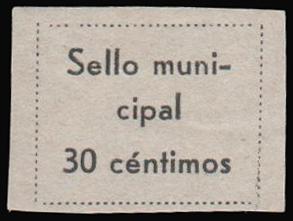 Sello muni-
cipal
30 céntimos